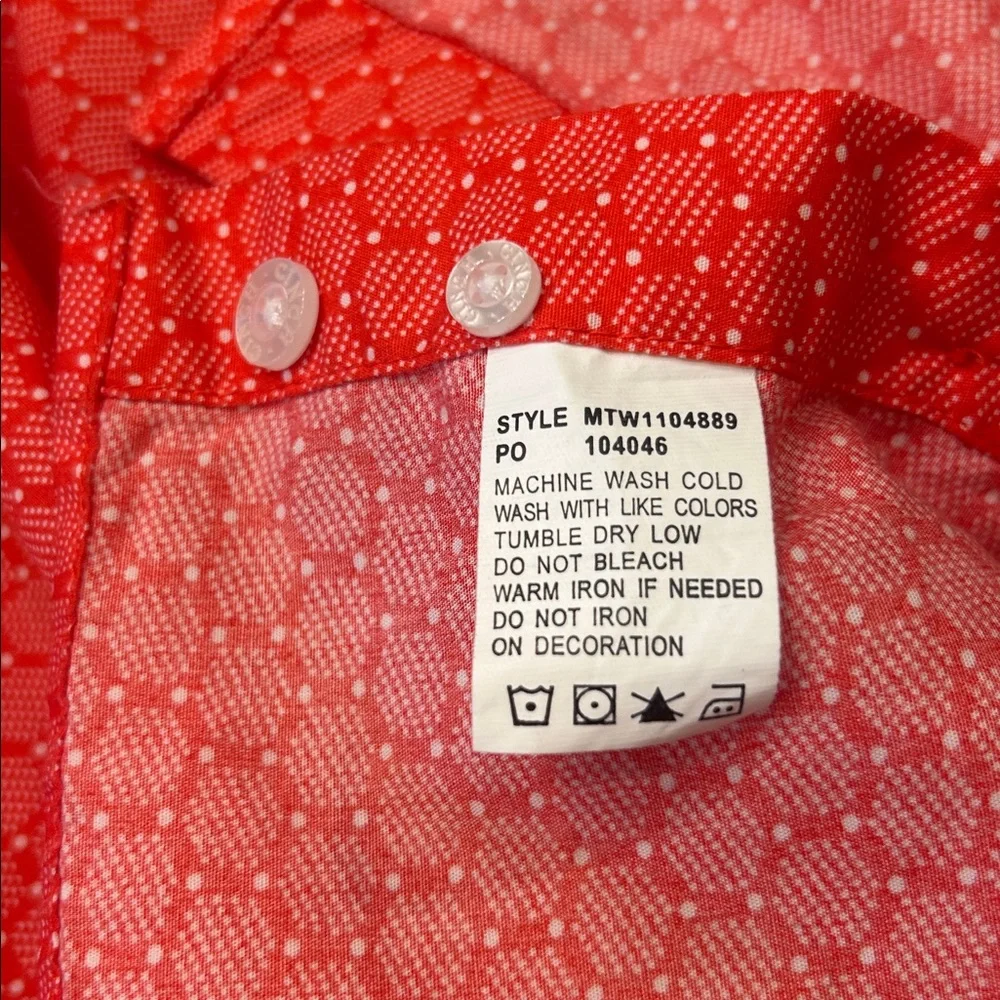 STYLE MTW1104889
PO 104046
MACHINE WASH COLD
WASH WITH LIKE COLORS
TUMBLE DRY LOW
DO NOT BLEACH
WARM IRON IF NEEDED
DO NOT IRON
ON DECORATION